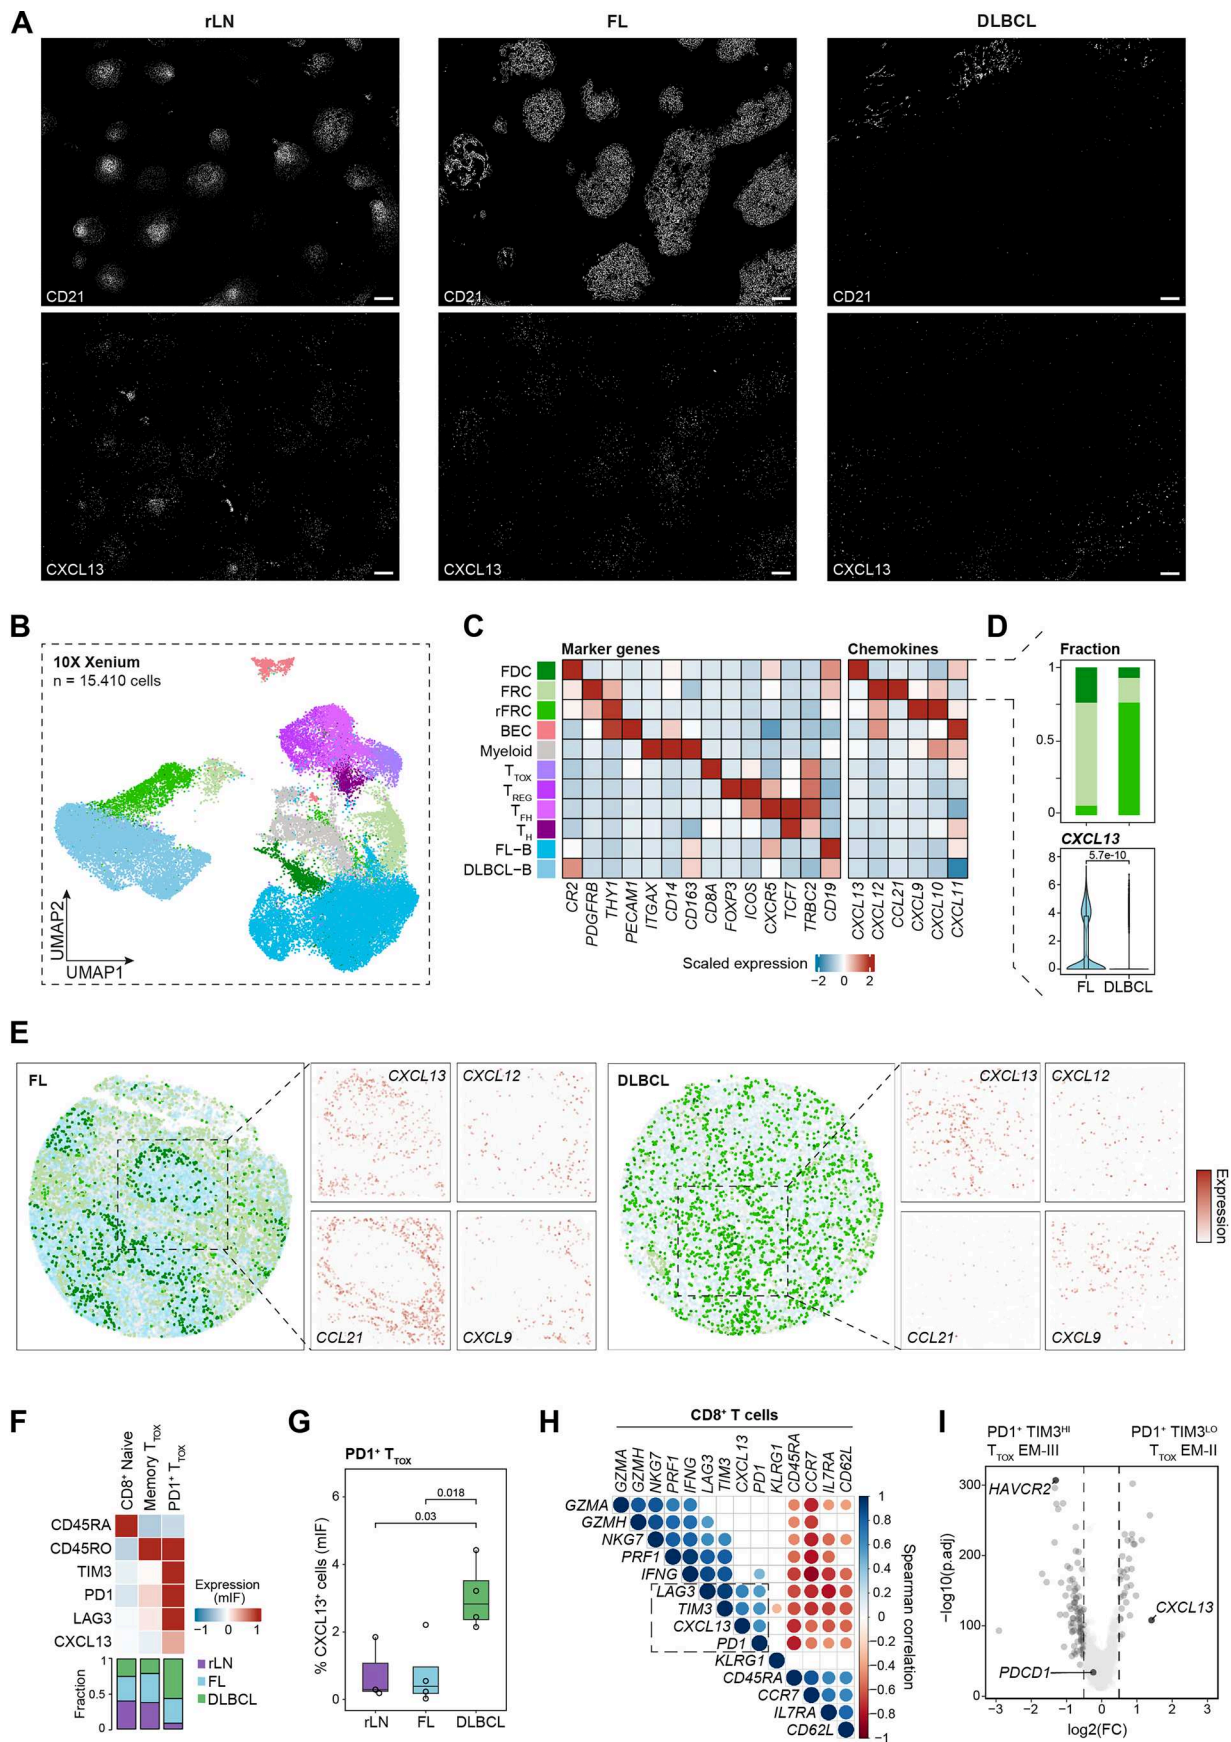 A
rLN
FL
DLBCL
CD21
CD21
CD21
CXCL13
CXCL13
CXCL13
B
10X Xenium
n = 15.410 cells
UMAP2
UMAP1
C
Marker genes
Chemokines
FDC
FRC
rFRC
BEC
Myeloid
TTOX
TREG
TFH
TH
FL-B
DLBCL-B
CR2
PDGFRB
THY1
PECAM1
ITGAX
CD14
CD163
CD8A
FOXP3
ICOS
CXCR5
TCF7
TRBC2
CD19
CXCL13
CXCL12
CCL21
CXCL9
CXCL10
CXCL11
Scaled expression
−2 0 2
D
Fraction
1
0.5
0
CXCL13
5.7e-10
8
6
4
2
0
FL DLBCL
E
FL
CXCL13
CXCL12
CCL21
CXCL9
DLBCL
CXCL13
CXCL12
CCL21
CXCL9
Expression
F
CD8+ Naive
Memory TTOX
PD1+ TTOX
CD45RA
CD45RO
TIM3
PD1
LAG3
CXCL13
Expression
(mIF)
−1 0 1
Fraction
1
0.5
0
rLN
FL
DLBCL
G
PD1+ TTOX
% CXCL13+ cells (mIF)
6
4
2
0
0.018
0.03
rLN FL DLBCL
H
CD8+ T cells
GZMA
GZMH
NKG7
PRF1
IFNG
LAG3
TIM3
CXCL13
PD1
KLRG1
CD45RA
CCR7
IL7RA
CD62L
GZMA
GZMH
NKG7
PRF1
IFNG
LAG3
TIM3
CXCL13
PD1
KLRG1
CD45RA
CCR7
IL7RA
CD62L
1
0.8
0.6
0.4
0.2
0
−0.2
−0.4
−0.6
−0.8
−1
Spearman correlation
I
PD1+ TIM3HI
TTOX EM-III
PD1+ TIM3LO
TTOX EM-II
−log10(p.adj)
300
200
100
0
HAVCR2
CXCL13
PDCD1
−3 −2 −1 0 1 2 3
log2(FC)